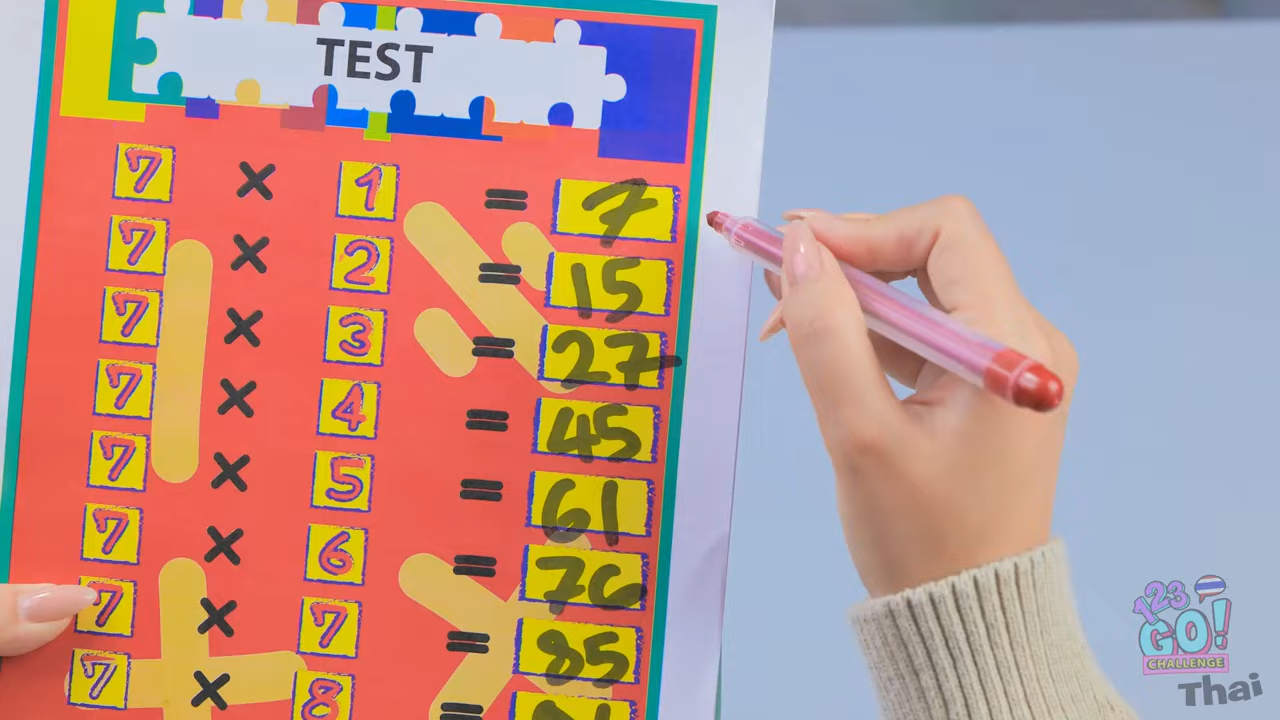 TEST
7 × 1 = 7
7 × 2 = 15
7 × 3 = 27
7 × 4 = 45
7 × 5 = 61
7 × 6 = 76
7 × 7 = 85
7 × 8 =
123
GO!
CHALLENGE
Thai